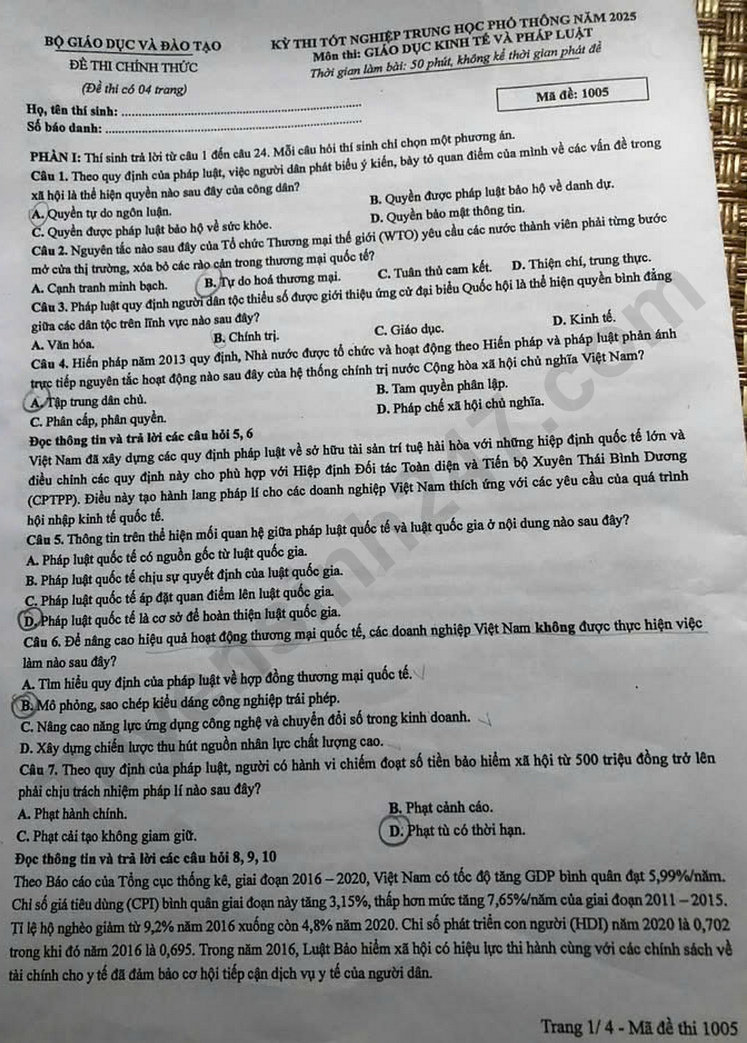 BỘ GIÁO DỤC VÀ ĐÀO TẠO
ĐỀ THI CHÍNH THỨC
(Đề thi có 04 trang)
KỲ THI TỐT NGHIỆP TRUNG HỌC PHỔ THÔNG NĂM 2025
Môn thi: GIÁO DỤC KINH TẾ VÀ PHÁP LUẬT
Thời gian làm bài: 50 phút, không kể thời gian phát đề
Họ, tên thí sinh:
Số báo danh:
Mã đề: 1005
PHẦN I: Thí sinh trả lời từ câu 1 đến câu 24. Mỗi câu hỏi thí sinh chỉ chọn một phương án.
Câu 1. Theo quy định của pháp luật, việc người dân phát biểu ý kiến, bày tỏ quan điểm của mình về các vấn đề trong
xã hội là thể hiện quyền nào sau đây của công dân?
A. Quyền tự do ngôn luận. B. Quyền được pháp luật bảo hộ về danh dự.
C. Quyền được pháp luật bảo hộ về sức khỏe. D. Quyền bảo mật thông tin.
Câu 2. Nguyên tắc nào sau đây của Tổ chức Thương mại thế giới (WTO) yêu cầu các nước thành viên phải từng bước
mở cửa thị trường, xóa bỏ các rào cản trong thương mại quốc tế?
A. Cạnh tranh minh bạch. B. Tự do hoá thương mại. C. Tuân thủ cam kết. D. Thiện chí, trung thực.
Câu 3. Pháp luật quy định người dân tộc thiểu số được giới thiệu ứng cử đại biểu Quốc hội là thể hiện quyền bình đẳng
giữa các dân tộc trên lĩnh vực nào sau đây?
A. Văn hóa. B. Chính trị. C. Giáo dục. D. Kinh tế.
Câu 4. Hiến pháp năm 2013 quy định, Nhà nước được tổ chức và hoạt động theo Hiến pháp và pháp luật phản ánh
trực tiếp nguyên tắc hoạt động nào sau đây của hệ thống chính trị nước Cộng hòa xã hội chủ nghĩa Việt Nam?
A. Tập trung dân chủ. B. Tam quyền phân lập.
C. Phân cấp, phân quyền. D. Pháp chế xã hội chủ nghĩa.
Đọc thông tin và trả lời các câu hỏi 5, 6
Việt Nam đã xây dựng các quy định pháp luật về sở hữu tài sản trí tuệ hài hòa với những hiệp định quốc tế lớn và
điều chỉnh các quy định này cho phù hợp với Hiệp định Đối tác Toàn diện và Tiến bộ Xuyên Thái Bình Dương
(CPTPP). Điều này tạo hành lang pháp lí cho các doanh nghiệp Việt Nam thích ứng với các yêu cầu của quá trình
hội nhập kinh tế quốc tế.
Câu 5. Thông tin trên thể hiện mối quan hệ giữa pháp luật quốc tế và luật quốc gia ở nội dung nào sau đây?
A. Pháp luật quốc tế có nguồn gốc từ luật quốc gia.
B. Pháp luật quốc tế chịu sự quyết định của luật quốc gia.
C. Pháp luật quốc tế áp đặt quan điểm lên luật quốc gia.
D. Pháp luật quốc tế là cơ sở để hoàn thiện luật quốc gia.
Câu 6. Để nâng cao hiệu quả hoạt động thương mại quốc tế, các doanh nghiệp Việt Nam không được thực hiện việc
làm nào sau đây?
A. Tìm hiểu quy định của pháp luật về hợp đồng thương mại quốc tế.
B. Mô phỏng, sao chép kiểu dáng công nghiệp trái phép.
C. Nâng cao năng lực ứng dụng công nghệ và chuyển đổi số trong kinh doanh.
D. Xây dựng chiến lược thu hút nguồn nhân lực chất lượng cao.
Câu 7. Theo quy định của pháp luật, người có hành vi chiếm đoạt số tiền bảo hiểm xã hội từ 500 triệu đồng trở lên
phải chịu trách nhiệm pháp lí nào sau đây?
A. Phạt hành chính. B. Phạt cảnh cáo.
C. Phạt cải tạo không giam giữ. D. Phạt tù có thời hạn.
Đọc thông tin và trả lời các câu hỏi 8, 9, 10
Theo Báo cáo của Tổng cục thống kê, giai đoạn 2016 – 2020, Việt Nam có tốc độ tăng GDP bình quân đạt 5,99%/năm.
Chỉ số giá tiêu dùng (CPI) bình quân giai đoạn này tăng 3,15%, thấp hơn mức tăng 7,65%/năm của giai đoạn 2011 – 2015.
Tỉ lệ hộ nghèo giảm từ 9,2% năm 2016 xuống còn 4,8% năm 2020. Chỉ số phát triển con người (HDI) năm 2020 là 0,702
trong khi đó năm 2016 là 0,695. Trong năm 2016, Luật Bảo hiểm xã hội có hiệu lực thi hành cùng với các chính sách về
tài chính cho y tế đã đảm bảo cơ hội tiếp cận dịch vụ y tế của người dân.
Trang 1/ 4 - Mã đề thi 1005